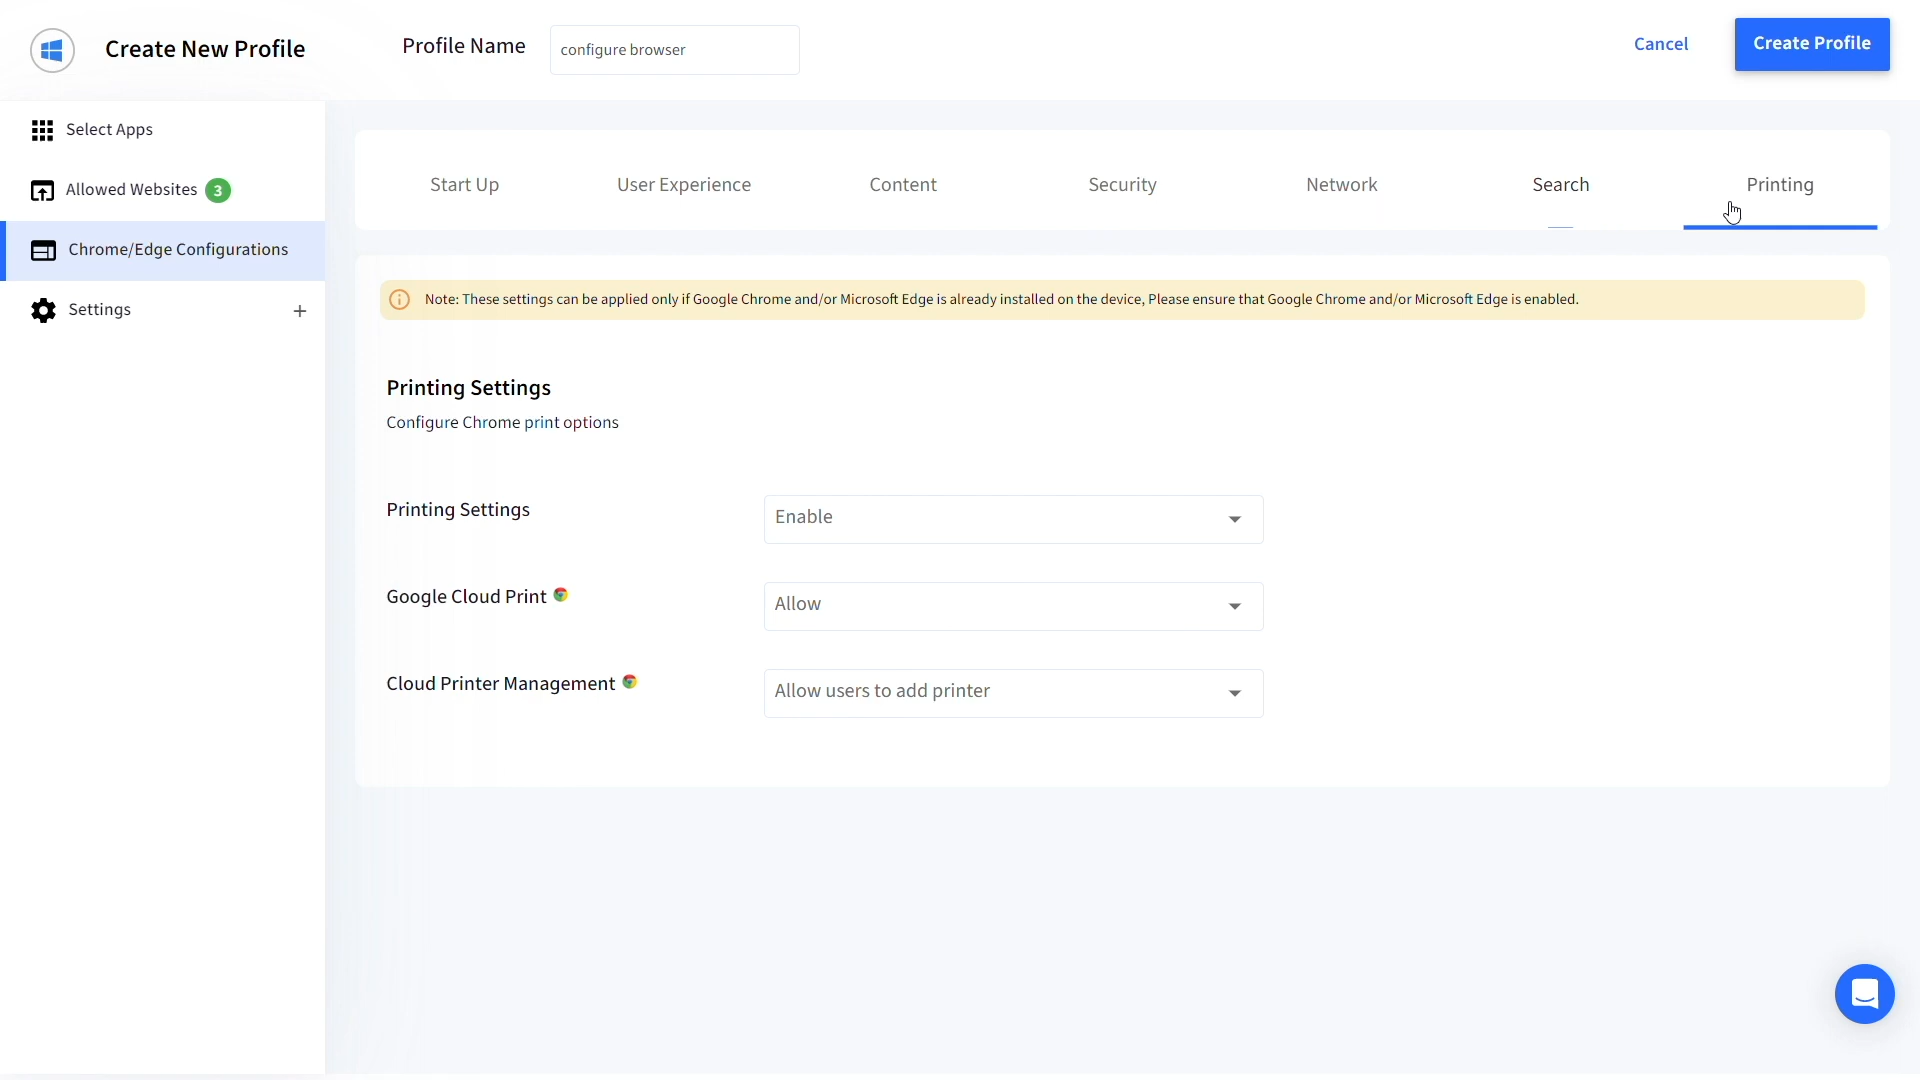 Create New Profile
Profile Name
configure browser
Cancel
Create Profile
Select Apps
Allowed Websites 3
Chrome/Edge Configurations
Settings +
Start Up
User Experience
Content
Security
Network
Search
Printing
Note: These settings can be applied only if Google Chrome and/or Microsoft Edge is already installed on the device, Please ensure that Google Chrome and/or Microsoft Edge is enabled.
Printing Settings
Configure Chrome print options
Printing Settings
Enable
Google Cloud Print
Allow
Cloud Printer Management
Allow users to add printer